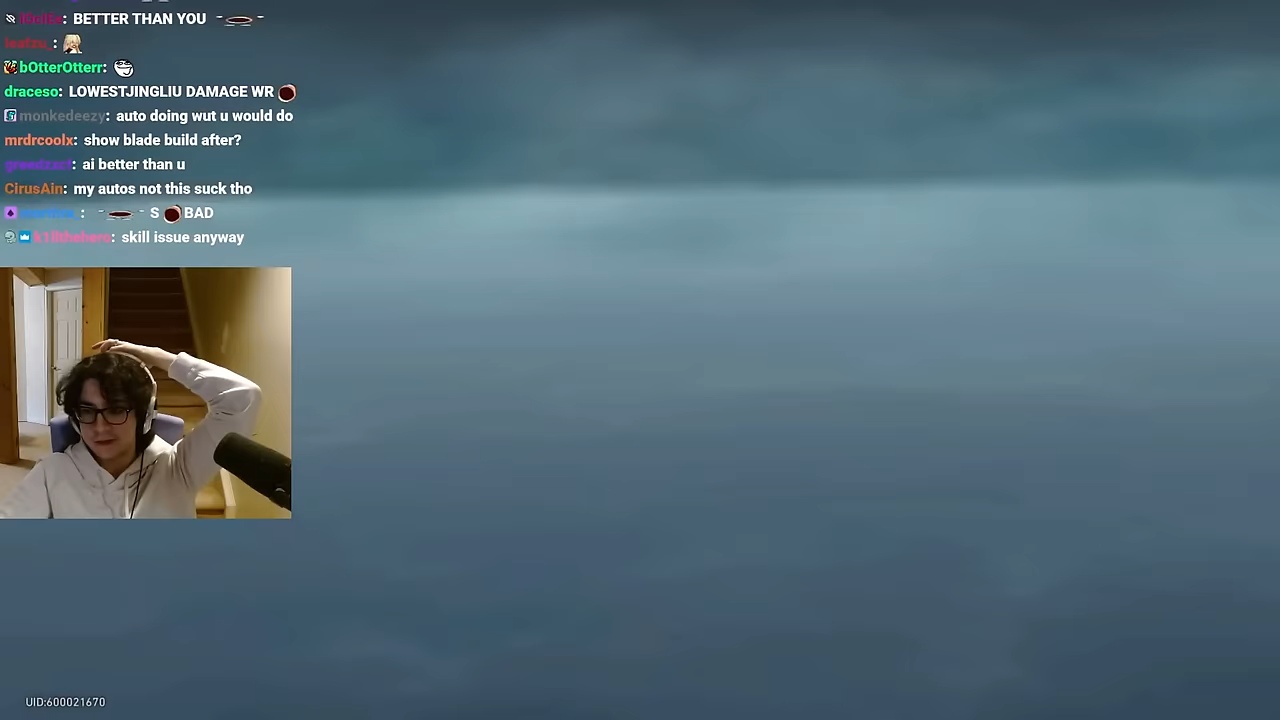 BETTER THAN YOU
bOtterOtterr:
draceso: LOWESTJINGLIU DAMAGE WR
monkedeezy: auto doing wut u would do
mrdrcoolx: show blade build after?
ai better than u
CirusAin: my autos not this suck tho
: S BAD
k1llthehero: skill issue anyway
UID:600021670